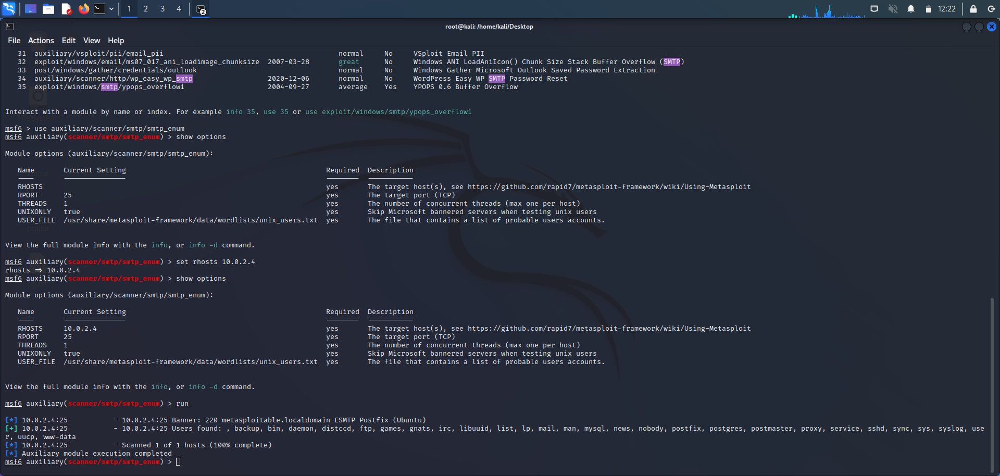 1 2 3 4 2 12:22
root@kali: /home/kali/Desktop
File Actions Edit View Help
31 auxiliary/vsploit/pii/email_pii normal No VSploit Email PII
32 exploit/windows/email/ms07_017_ani_loadimage_chunksize 2007-03-28 great No Windows ANI LoadAniIcon() Chunk Size Stack Buffer Overflow (SMTP)
33 post/windows/gather/credentials/outlook normal No Windows Gather Microsoft Outlook Saved Password Extraction
34 auxiliary/scanner/http/wp_easy_wp_smtp 2020-12-06 normal No WordPress Easy WP SMTP Password Reset
35 exploit/windows/smtp/ypops_overflow1 2004-09-27 average Yes YPOPS 0.6 Buffer Overflow
Interact with a module by name or index. For example info 35, use 35 or use exploit/windows/smtp/ypops_overflow1
msf6 > use auxiliary/scanner/smtp/smtp_enum
msf6 auxiliary(scanner/smtp/smtp_enum) > show options
Module options (auxiliary/scanner/smtp/smtp_enum):
Name Current Setting Required Description
RHOSTS yes The target host(s), see https://github.com/rapid7/metasploit-framework/wiki/Using-Metasploit
RPORT 25 yes The target port (TCP)
THREADS 1 yes The number of concurrent threads (max one per host)
UNIXONLY true yes Skip Microsoft bannered servers when testing unix users
USER_FILE /usr/share/metasploit-framework/data/wordlists/unix_users.txt yes The file that contains a list of probable users accounts.
View the full module info with the info, or info -d command.
msf6 auxiliary(scanner/smtp/smtp_enum) > set rhosts 10.0.2.4
rhosts => 10.0.2.4
msf6 auxiliary(scanner/smtp/smtp_enum) > show options
Module options (auxiliary/scanner/smtp/smtp_enum):
Name Current Setting Required Description
RHOSTS 10.0.2.4 yes The target host(s), see https://github.com/rapid7/metasploit-framework/wiki/Using-Metasploit
RPORT 25 yes The target port (TCP)
THREADS 1 yes The number of concurrent threads (max one per host)
UNIXONLY true yes Skip Microsoft bannered servers when testing unix users
USER_FILE /usr/share/metasploit-framework/data/wordlists/unix_users.txt yes The file that contains a list of probable users accounts.
View the full module info with the info, or info -d command.
msf6 auxiliary(scanner/smtp/smtp_enum) > run
[*] 10.0.2.4:25 - 10.0.2.4:25 Banner: 220 metasploitable.localdomain ESMTP Postfix (Ubuntu)
[+] 10.0.2.4:25 - 10.0.2.4:25 Users found: , backup, bin, daemon, distccd, ftp, games, gnats, irc, libuuid, list, lp, mail, man, mysql, news, nobody, postfix, postgres, postmaster, proxy, service, sshd, sync, sys, syslog, use
r, uucp, www-data
[*] 10.0.2.4:25 - Scanned 1 of 1 hosts (100% complete)
[*] Auxiliary module execution completed
msf6 auxiliary(scanner/smtp/smtp_enum) >